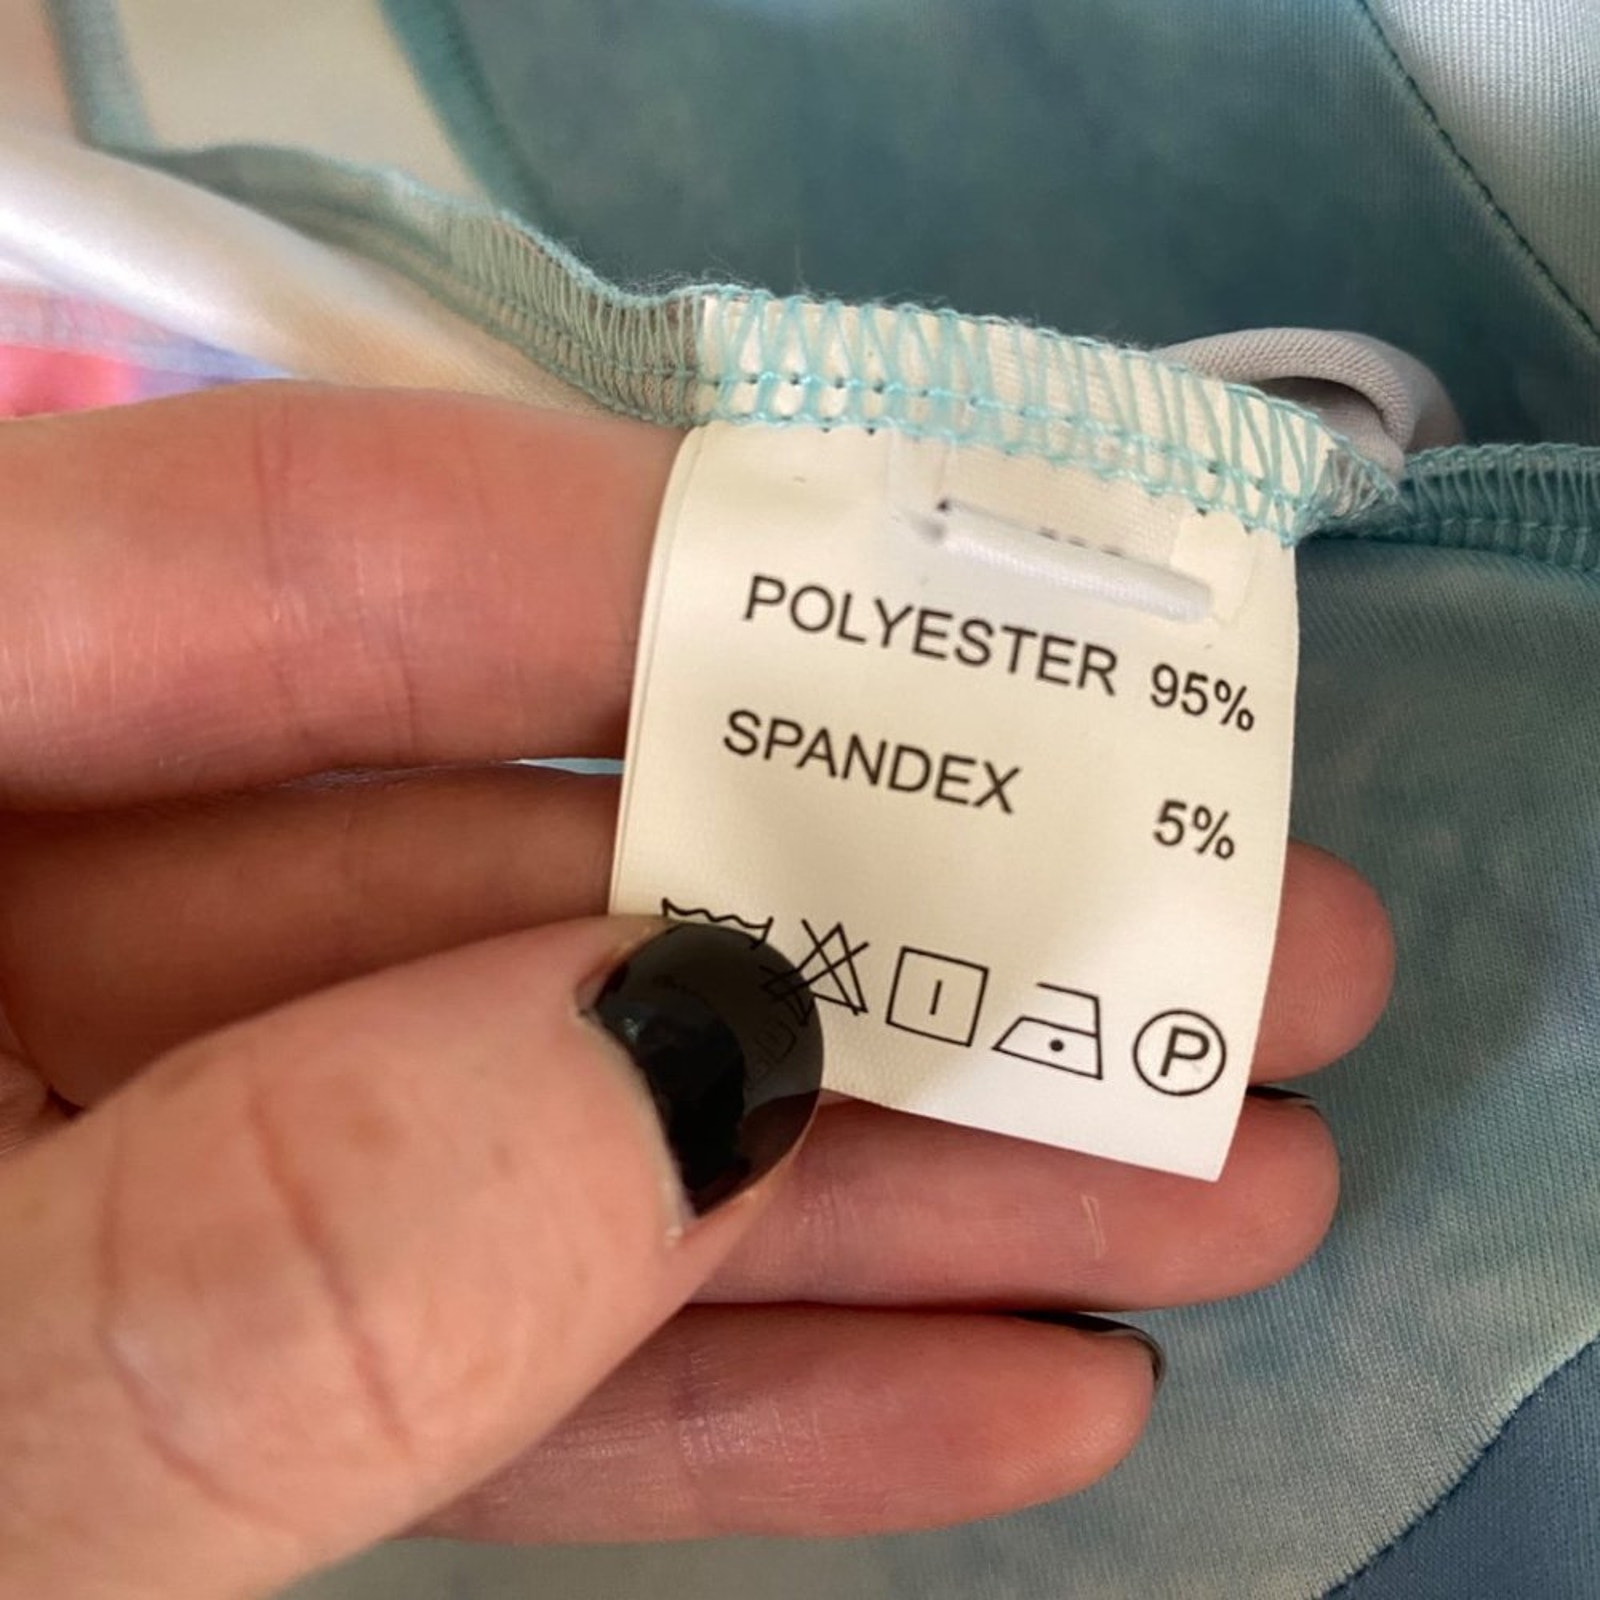 POLYESTER 95%
SPANDEX 5%
P